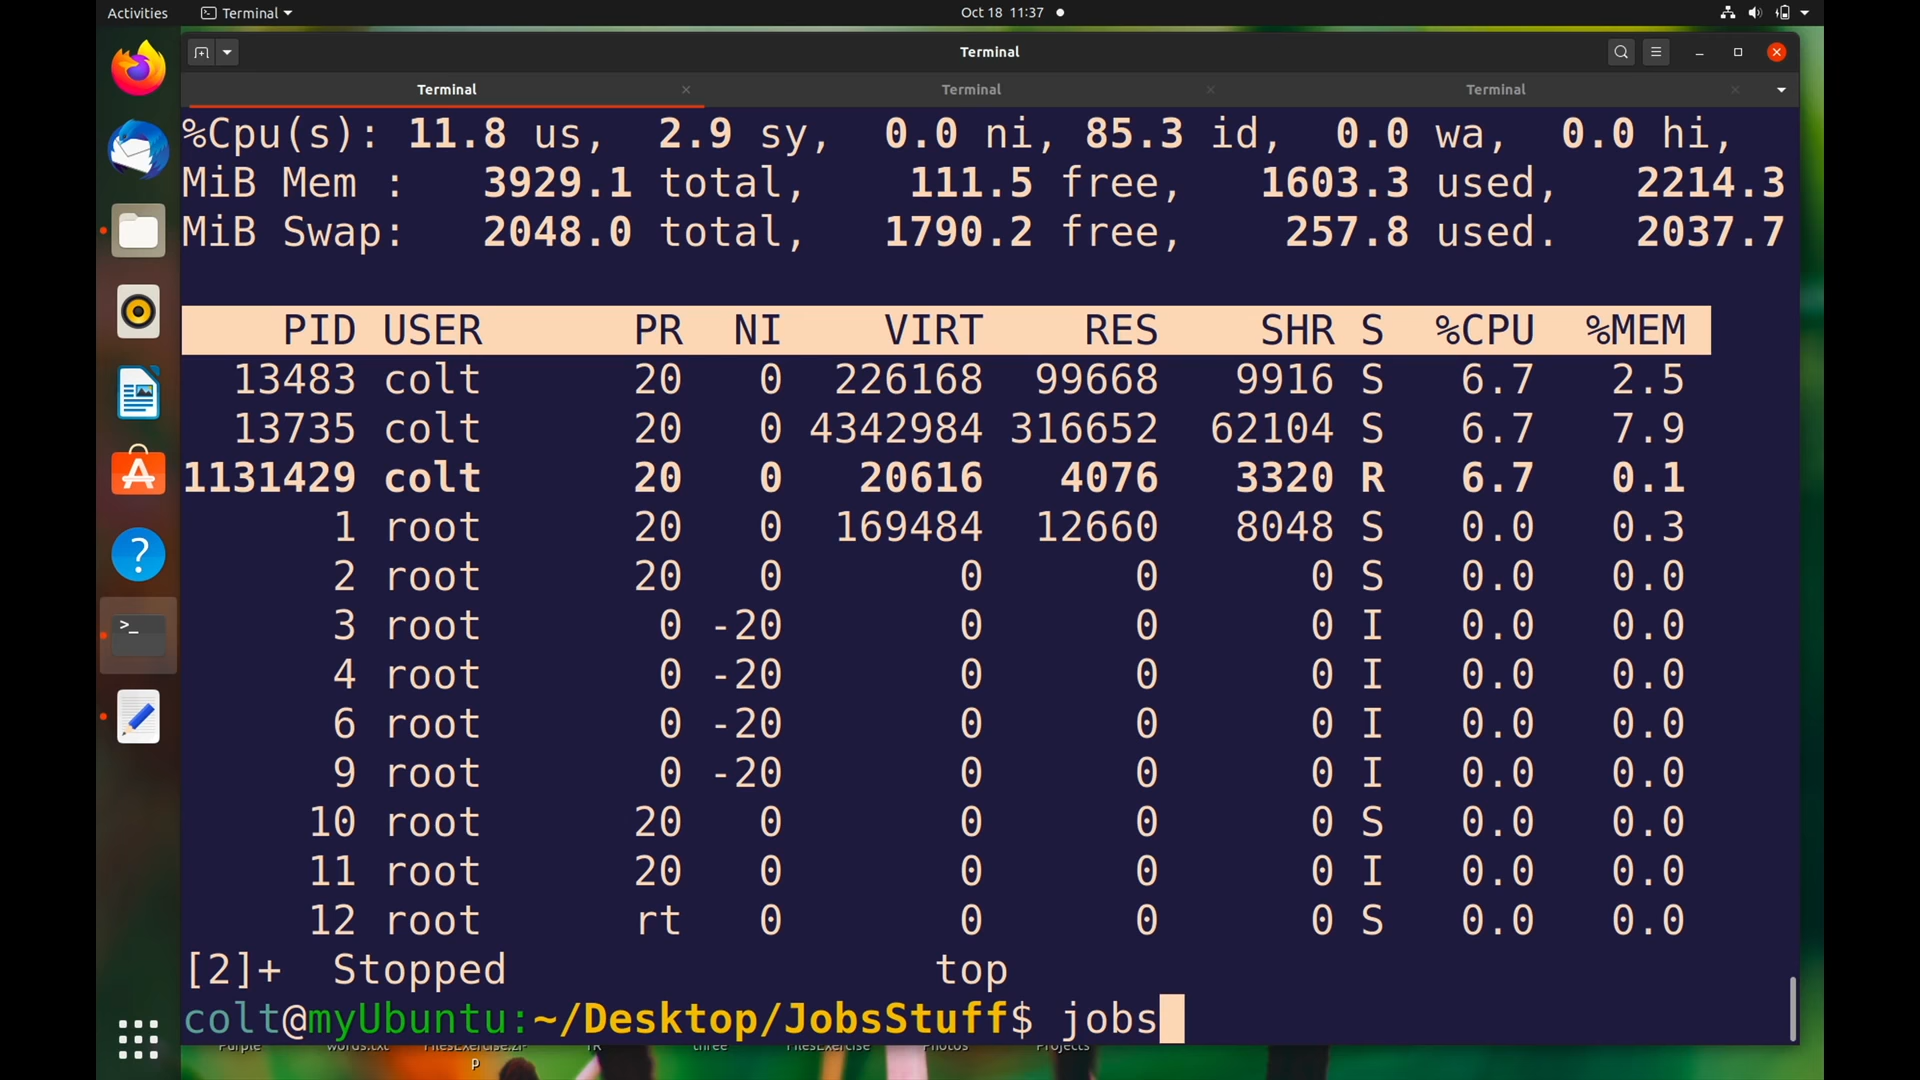 Activities Terminal Oct 18 11:37
Terminal
Terminal Terminal Terminal
%Cpu(s): 11.8 us, 2.9 sy, 0.0 ni, 85.3 id, 0.0 wa, 0.0 hi,
MiB Mem : 3929.1 total, 111.5 free, 1603.3 used, 2214.3
MiB Swap: 2048.0 total, 1790.2 free, 257.8 used. 2037.7
PID USER PR NI VIRT RES SHR S %CPU %MEM
13483 colt 20 0 226168 99668 9916 S 6.7 2.5
13735 colt 20 0 4342984 316652 62104 S 6.7 7.9
1131429 colt 20 0 20616 4076 3320 R 6.7 0.1
1 root 20 0 169484 12660 8048 S 0.0 0.3
2 root 20 0 0 0 0 S 0.0 0.0
3 root 0 -20 0 0 0 I 0.0 0.0
4 root 0 -20 0 0 0 I 0.0 0.0
6 root 0 -20 0 0 0 I 0.0 0.0
9 root 0 -20 0 0 0 I 0.0 0.0
10 root 20 0 0 0 0 S 0.0 0.0
11 root 20 0 0 0 0 I 0.0 0.0
12 root rt 0 0 0 0 S 0.0 0.0
[2]+ Stopped top
colt@myUbuntu:~/Desktop/JobsStuff$ jobs
Purple words.txt three Photos Projects
p